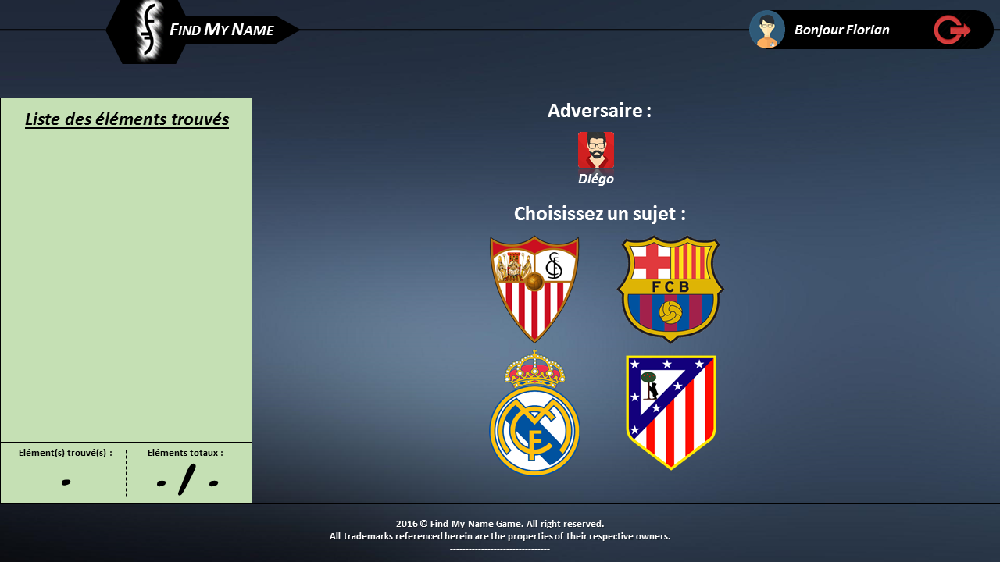 FIND MY NAME
Bonjour Florian
Liste des éléments trouvés
Adversaire :
Diégo
Choisissez un sujet :
FCB
Elément(s) trouvé(s) :
Eléments totaux :
-
- / -
2016 © Find My Name Game. All right reserved.
All trademarks referenced herein are the properties of their respective owners.
--------------------------------